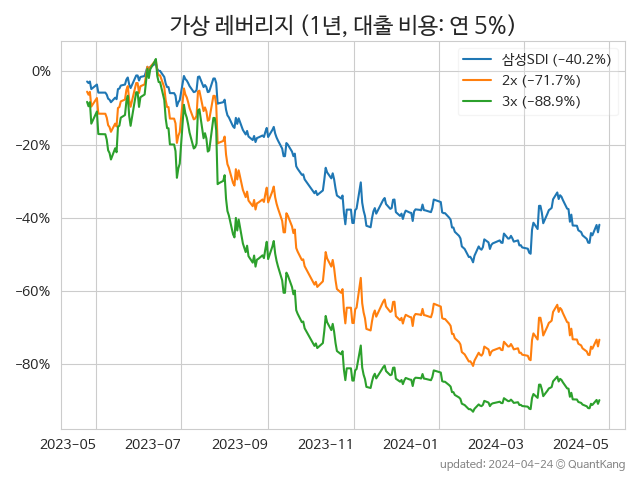 가상 레버리지 (1년, 대출 비용: 연 5%)
삼성SDI (−40.2%)
2x (−71.7%)
3x (−88.9%)
0%
−20%
−40%
−60%
−80%
2023−05 2023−07 2023−09 2023−11 2024−01 2024−03 2024−05
updated: 2024−04−24 ⓒ QuantKang